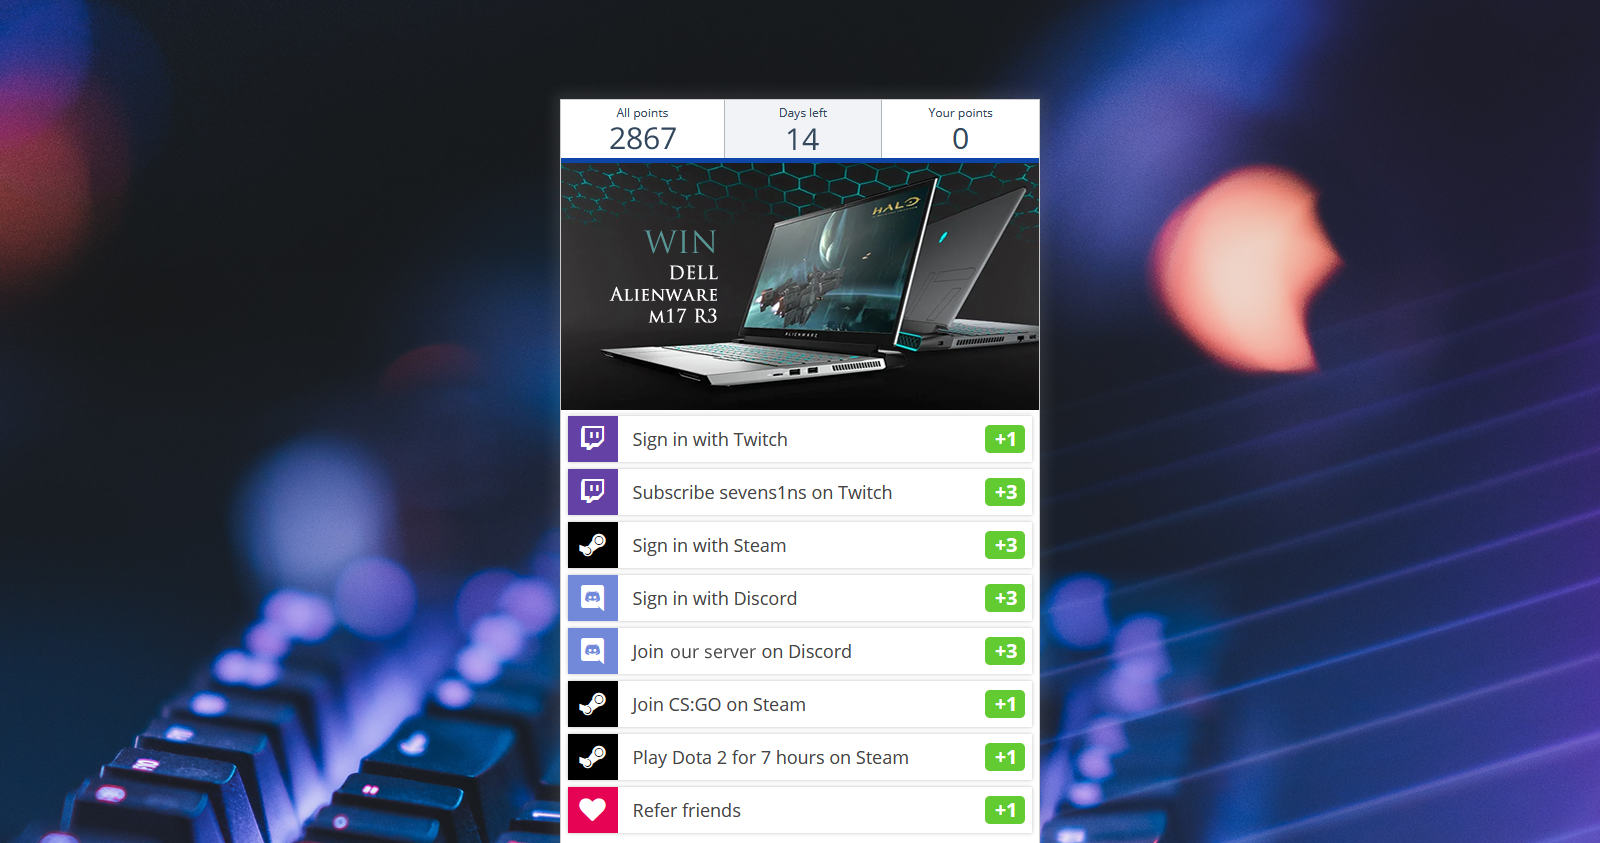 All points
2867
Days left
14
Your points
0
WIN
DELL
ALIENWARE
M17 R3
HALO
ALIENWARE
Sign in with Twitch
+1
Subscribe sevens1ns on Twitch
+3
Sign in with Steam
+3
Sign in with Discord
+3
Join our server on Discord
+3
Join CS:GO on Steam
+1
Play Dota 2 for 7 hours on Steam
+1
Refer friends
+1